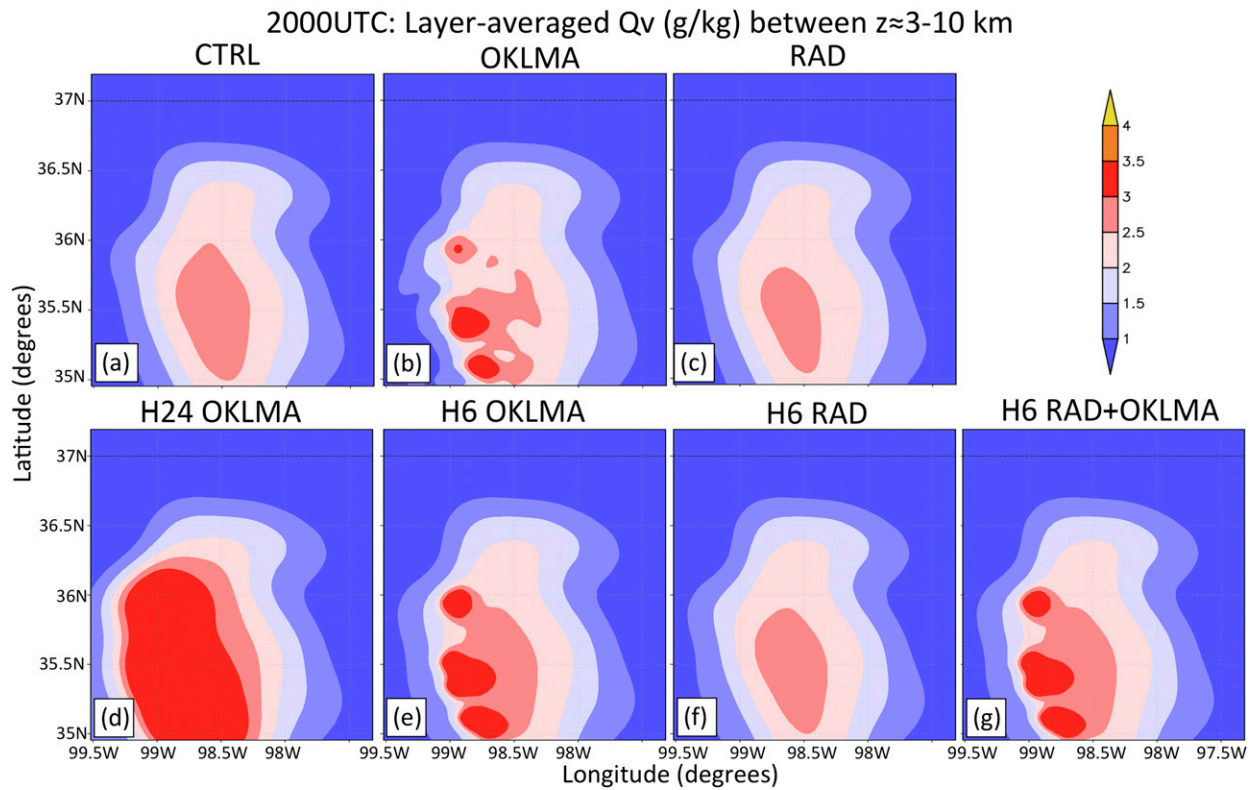 2000UTC: Layer-averaged Qv (g/kg) between z≈3-10 km
CTRL OKLMA RAD
37N
36.5N
36N
35.5N
35N
(a) (b) (c)
4
3.5
3
2.5
2
1.5
1
Latitude (degrees)
H24 OKLMA H6 OKLMA H6 RAD H6 RAD+OKLMA
37N
36.5N
36N
35.5N
35N
(d) (e) (f) (g)
99.5W 99W 98.5W 98W 99.5W 99W 98.5W 98W 99.5W 99W 98.5W 98W 99.5W 99W 98.5W 98W 97.5W
Longitude (degrees)